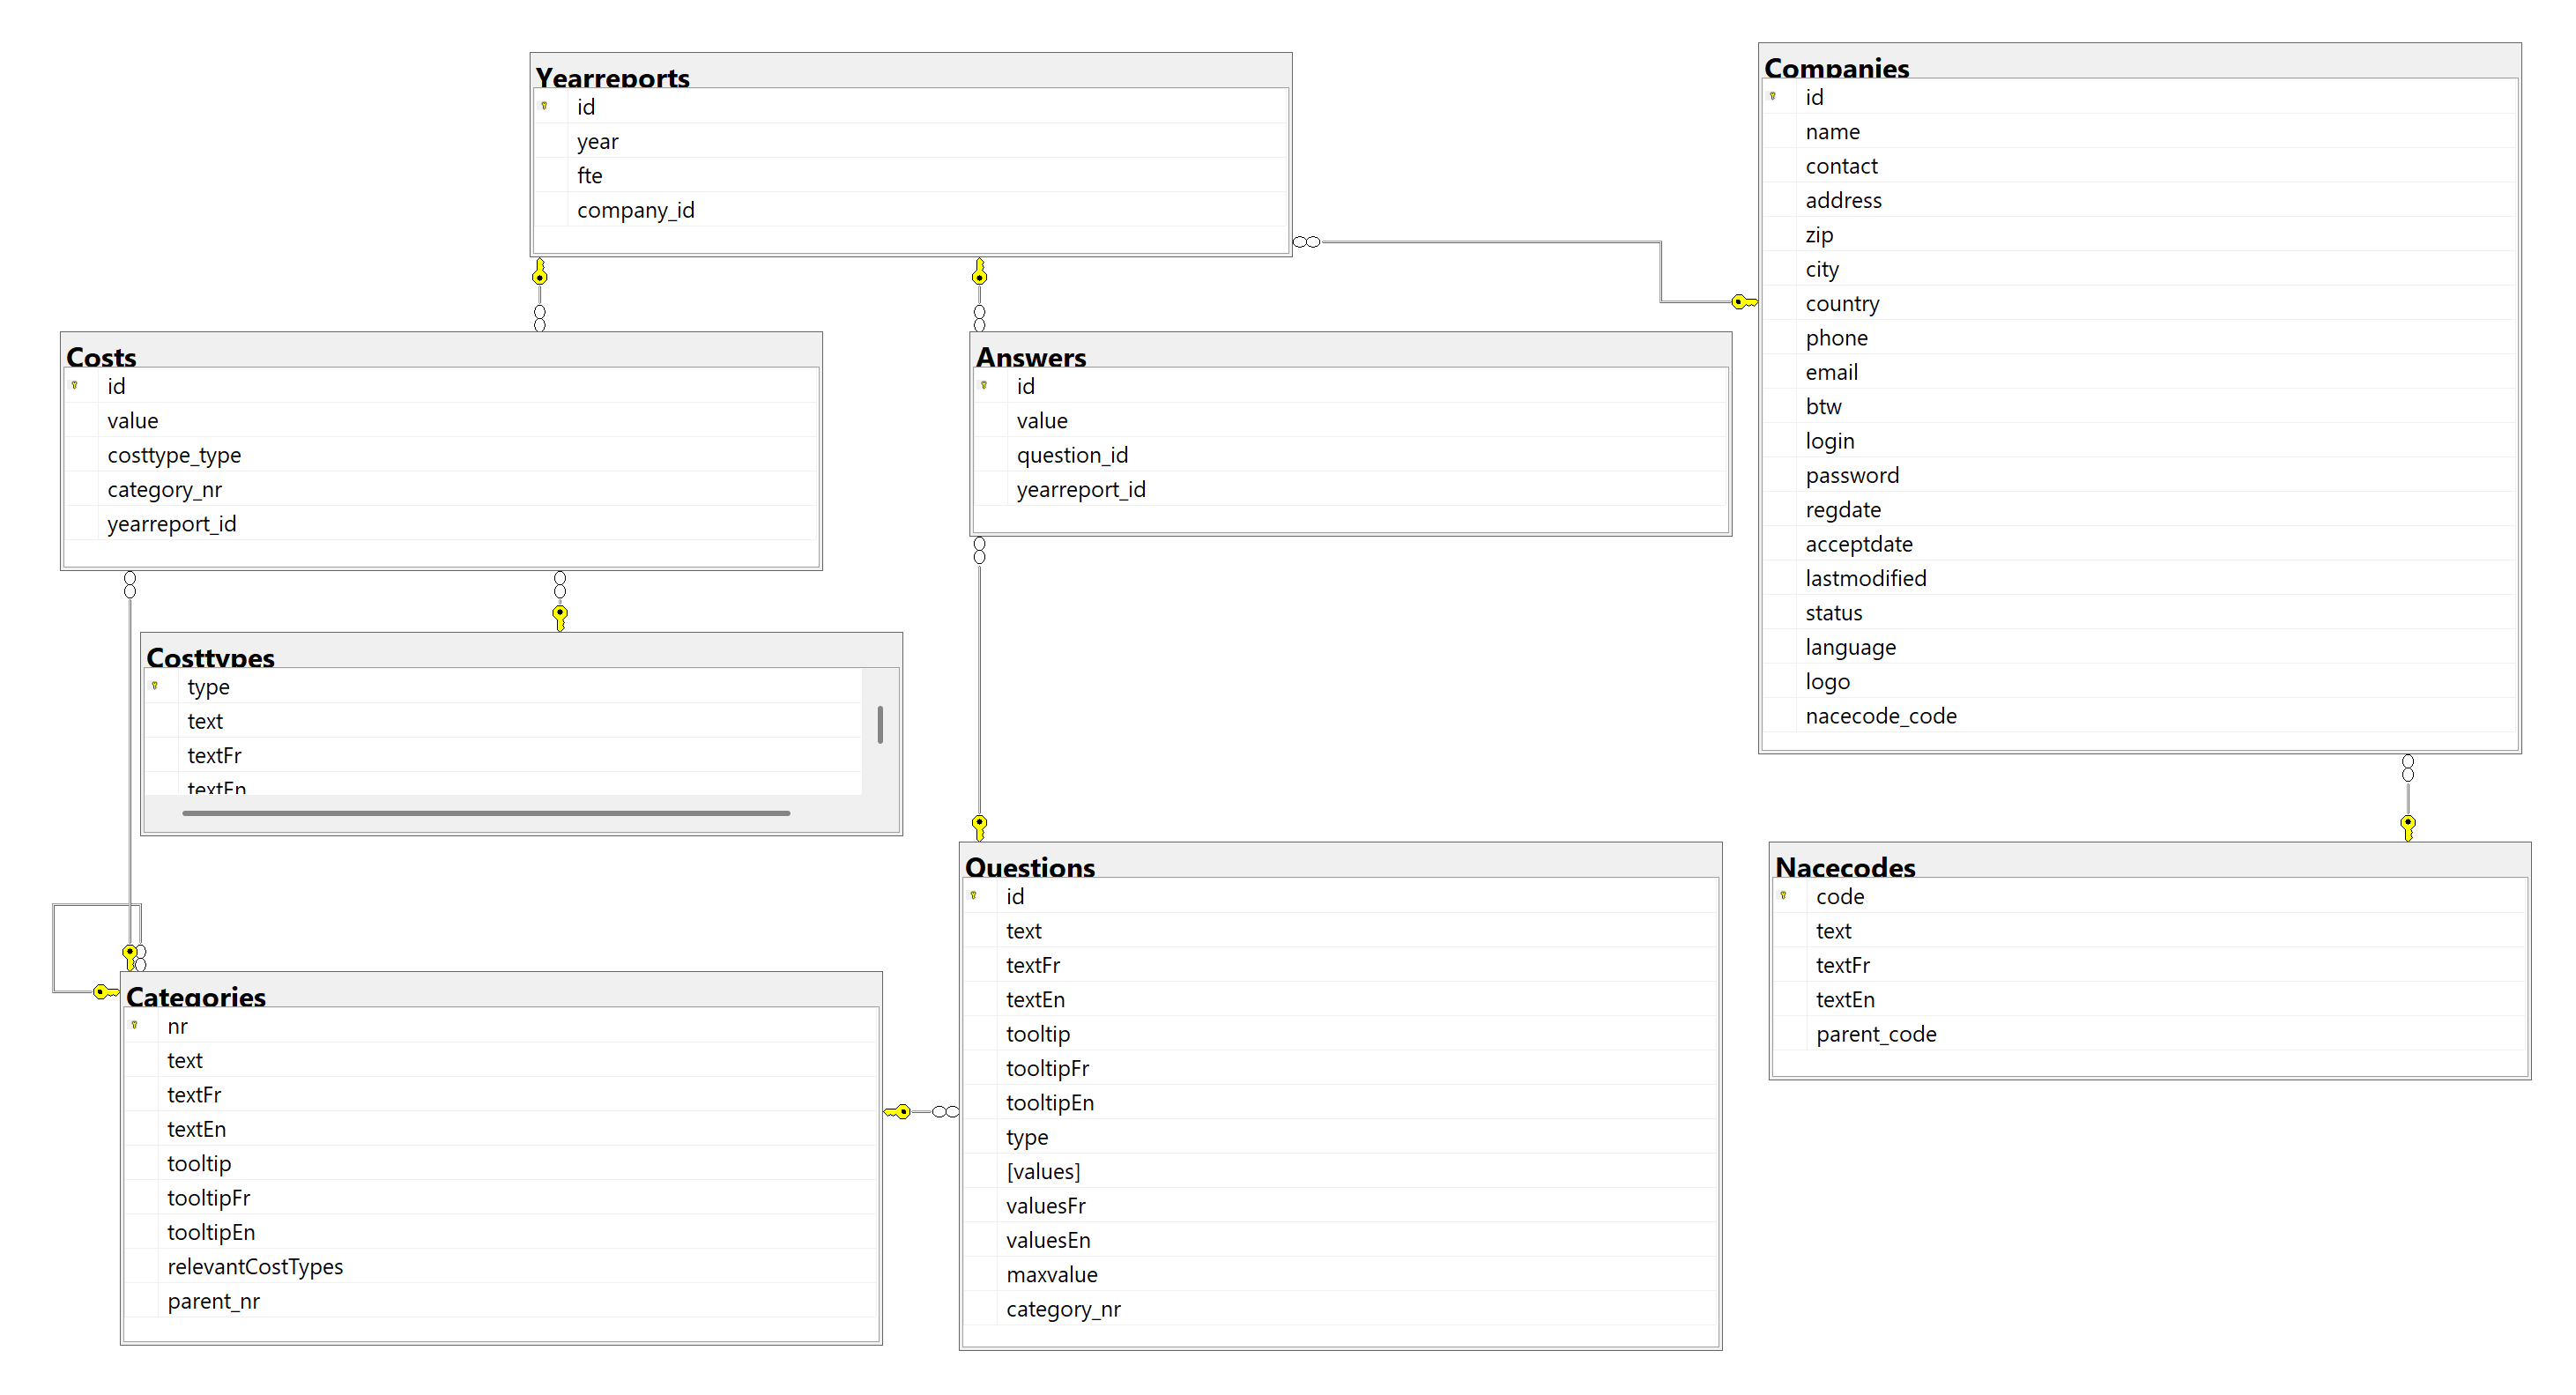 Yearreports
id
year
fte
company_id
Companies
id
name
contact
address
zip
city
country
phone
email
btw
login
password
regdate
acceptdate
lastmodified
status
language
logo
nacecode_code
Costs
id
value
costtype_type
category_nr
yearreport_id
Answers
id
value
question_id
yearreport_id
Costtypes
type
text
textFr
textEn
Categories
nr
text
textFr
textEn
tooltip
tooltipFr
tooltipEn
relevantCostTypes
parent_nr
Questions
id
text
textFr
textEn
tooltip
tooltipFr
tooltipEn
type
[values]
valuesFr
valuesEn
maxvalue
category_nr
Nacecodes
code
text
textFr
textEn
parent_code